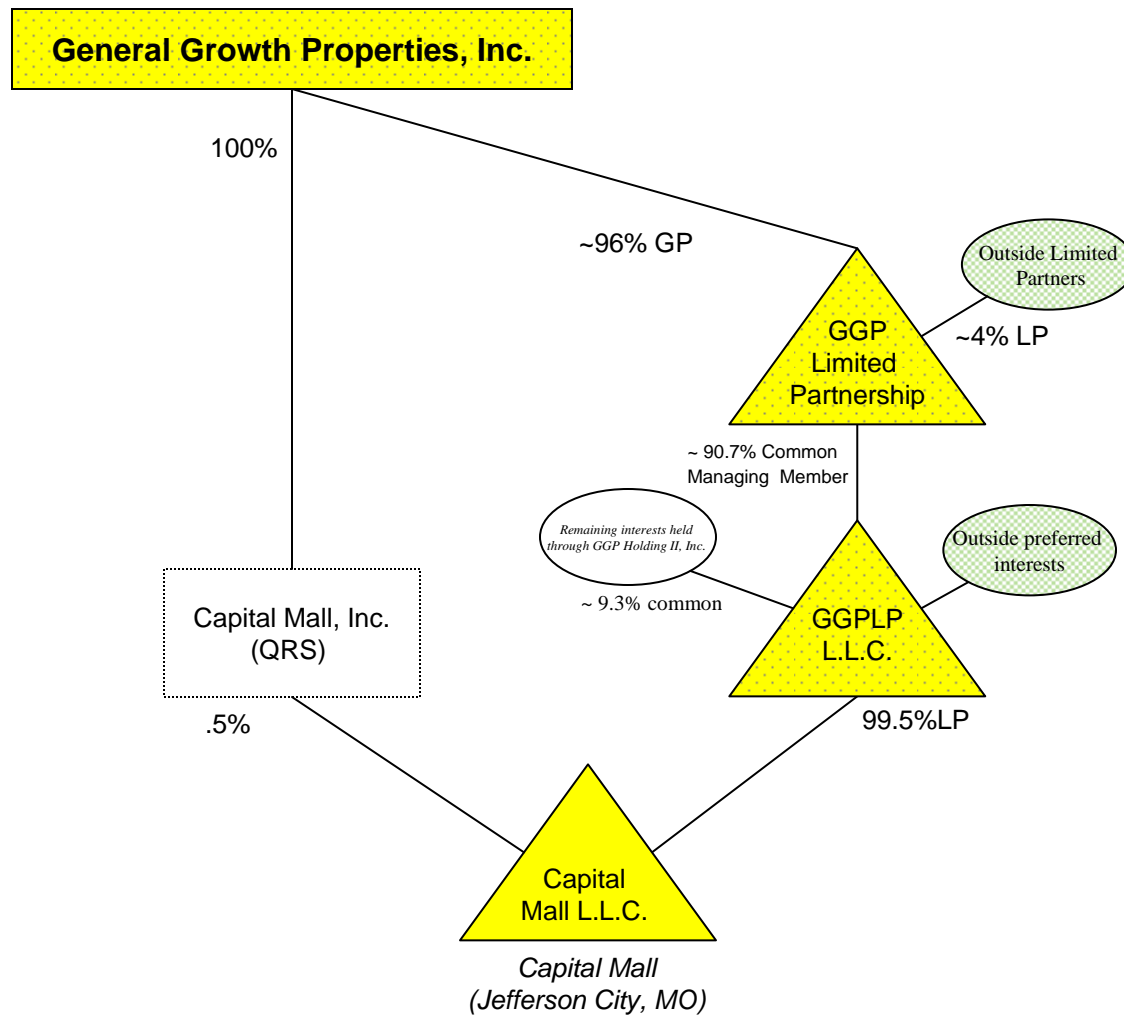 General Growth Properties, Inc.
100%
~96% GP
Outside Limited
Partners
~4% LP
GGP
Limited
Partnership
~ 90.7% Common
Managing Member
Remaining interests held
through GGP Holding II, Inc.
~ 9.3% common
Outside preferred
interests
GGPLP
L.L.C.
Capital Mall, Inc.
(QRS)
.5%
99.5%LP
Capital
Mall L.L.C.
Capital Mall
(Jefferson City, MO)